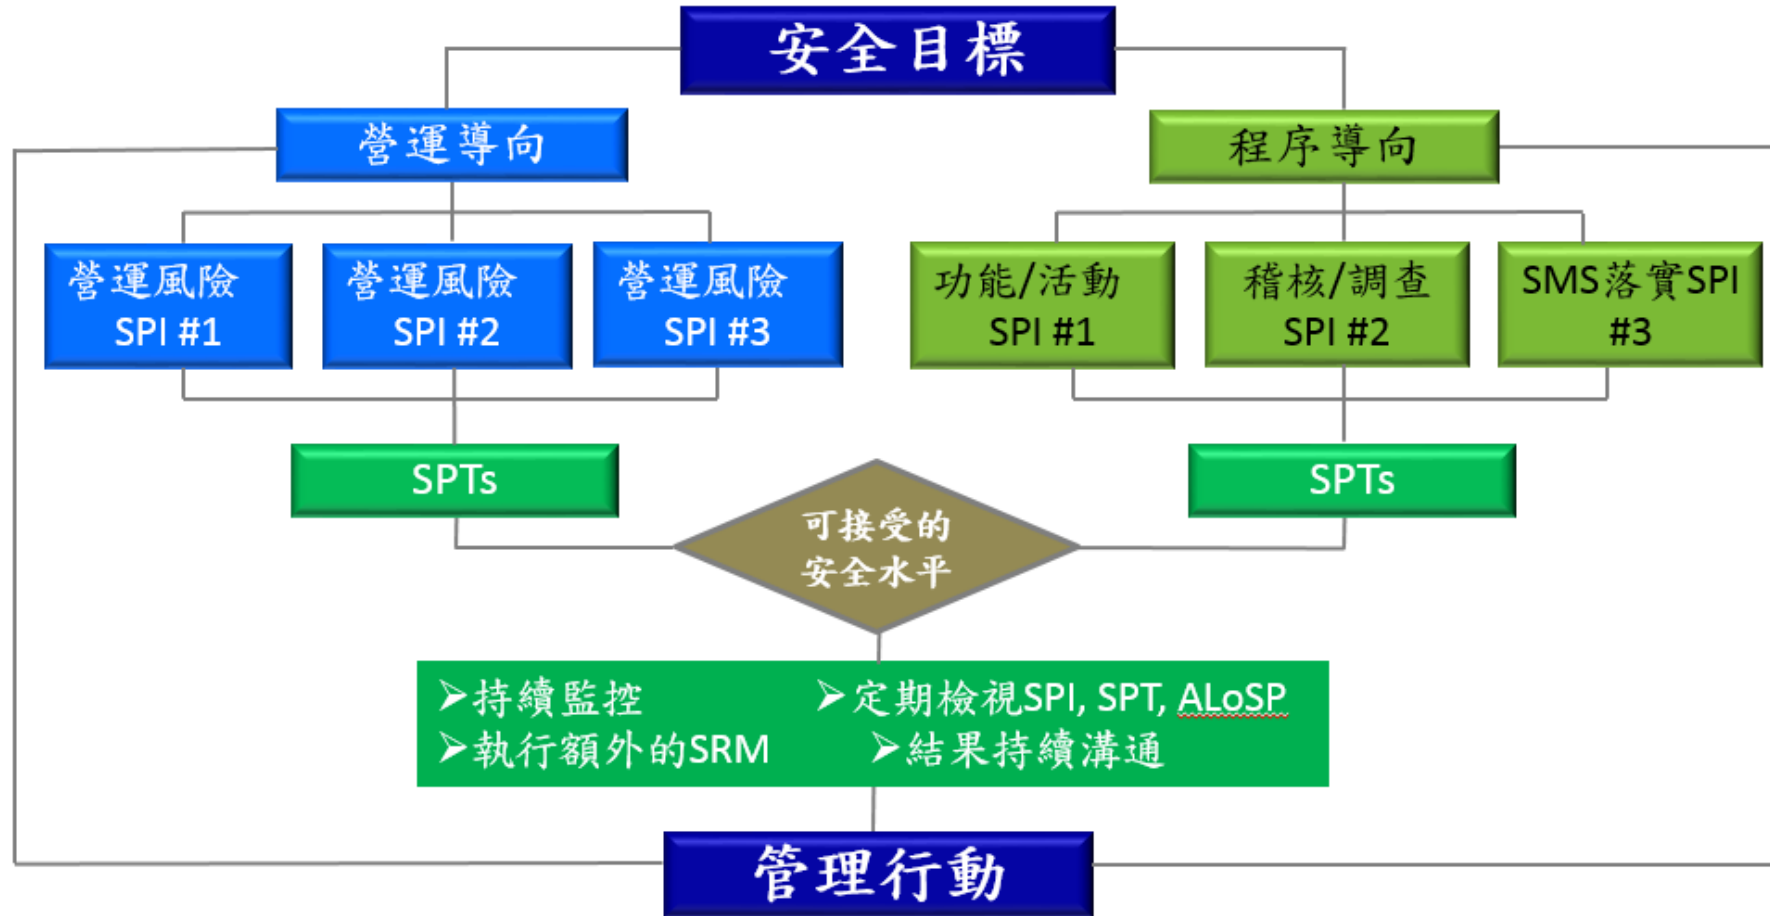 安全目標
營運導向
程序導向
營運風險
SPI #1
營運風險
SPI #2
營運風險
SPI #3
功能/活動
SPI #1
稽核/調查
SPI #2
SMS落實SPI
#3
SPTs
SPTs
可接受的
安全水平
➢持續監控
➢定期檢視SPI, SPT, ALoSP
➢執行額外的SRM
➢結果持續溝通
管理行動